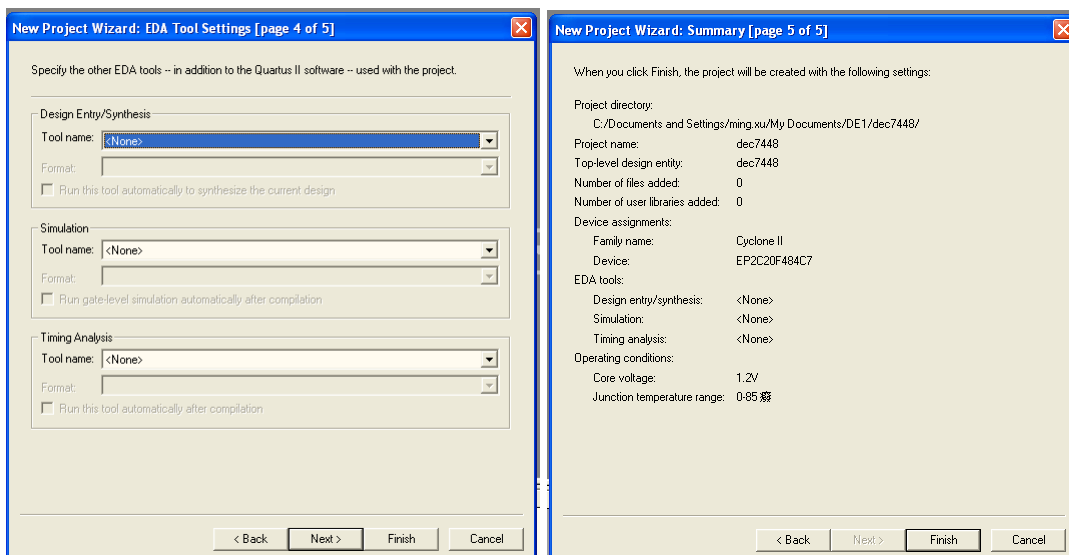 New Project Wizard: EDA Tool Settings [page 4 of 5]
Specify the other EDA tools -- in addition to the Quartus II software -- used with the project.
Design Entry/Synthesis
Tool name: <None>
Format:
Run this tool automatically to synthesize the current design
Simulation
Tool name: <None>
Format:
Run gate-level simulation automatically after compilation
Timing Analysis
Tool name: <None>
Format:
Run this tool automatically after compilation
< Back Next > Finish Cancel
New Project Wizard: Summary [page 5 of 5]
When you click Finish, the project will be created with the following settings:
Project directory:
C:/Documents and Settings/ming.xu/My Documents/DE1/dec7448/
Project name: dec7448
Top-level design entity: dec7448
Number of files added: 0
Number of user libraries added: 0
Device assignments:
Family name: Cyclone II
Device: EP2C20F484C7
EDA tools:
Design entry/synthesis: <None>
Simulation: <None>
Timing analysis: <None>
Operating conditions:
Core voltage: 1.2V
Junction temperature range: 0-85 癈
< Back Next > Finish Cancel